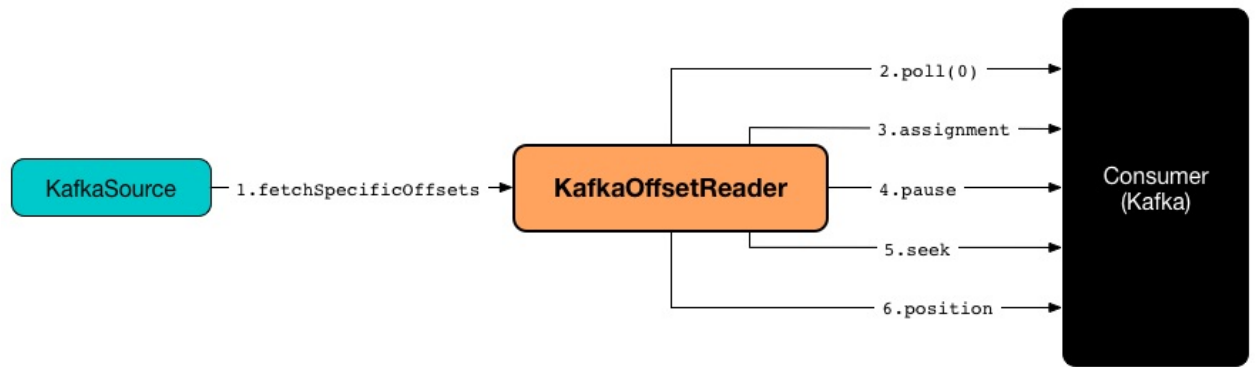 KafkaSource
1.fetchSpecificOffsets
KafkaOffsetReader
2.poll(0)
3.assignment
4.pause
5.seek
6.position
Consumer
(Kafka)